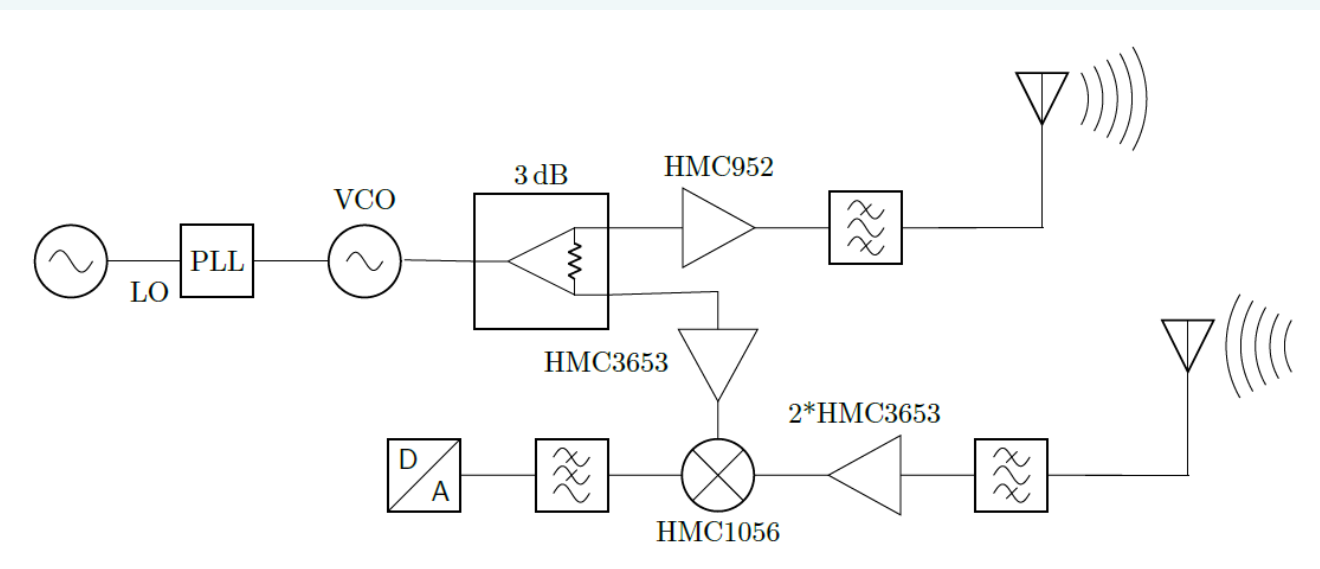 3 dB
HMC952
VCO
PLL
LO
HMC3653
2*HMC3653
D
A
HMC1056